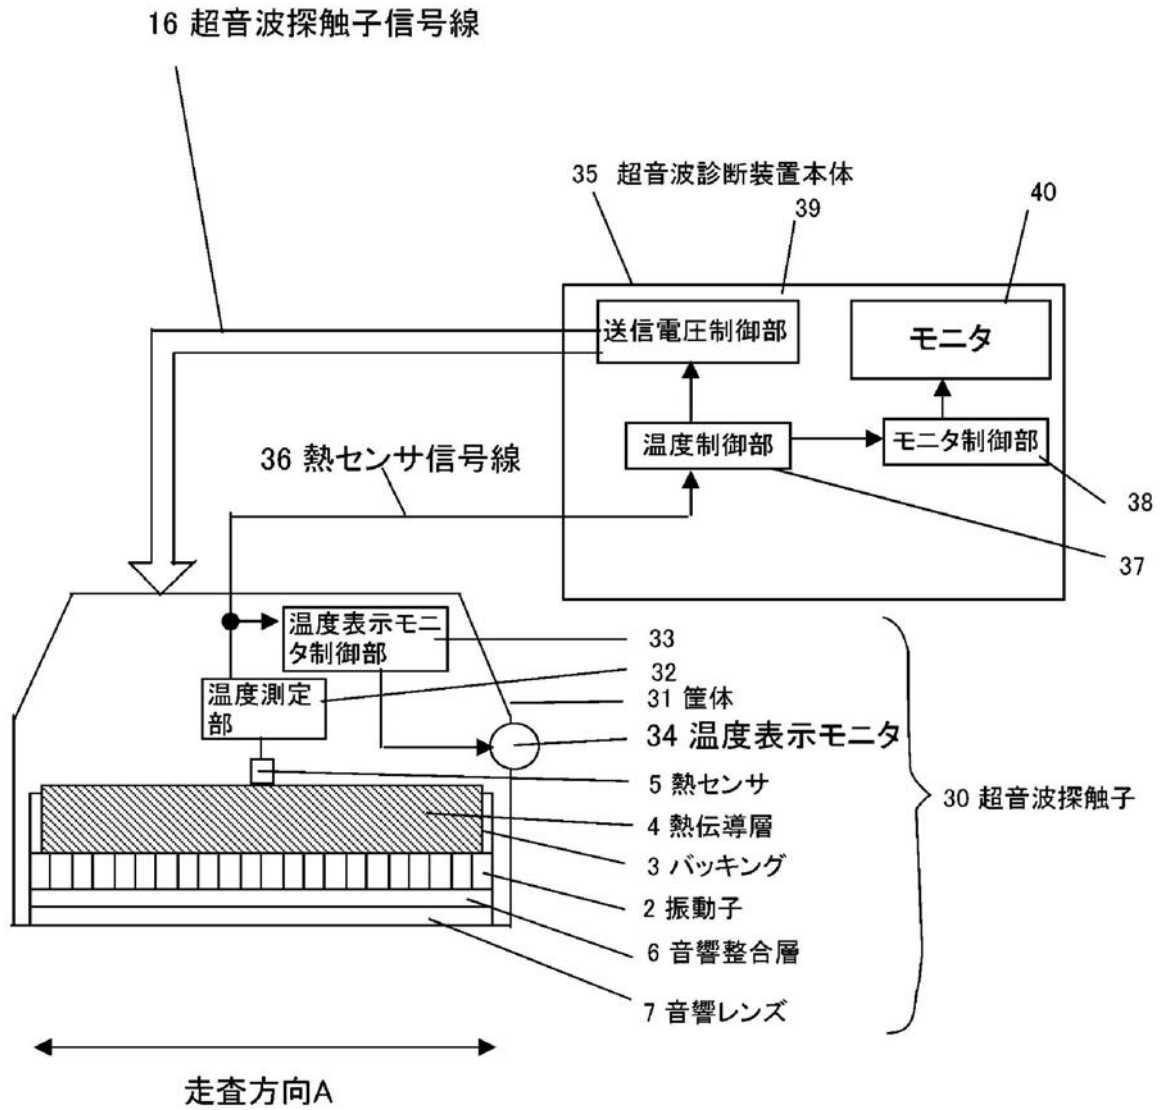 16 超音波探触子信号線
35 超音波診断装置本体
39
40
送信電圧制御部
モニタ
温度制御部
モニタ制御部
36 熱センサ信号線
38
37
温度表示モニ
タ制御部
33
32
温度測定
部
31 筐体
34 温度表示モニタ
5 熱センサ
30 超音波探触子
4 熱伝導層
3 バッキング
2 振動子
6 音響整合層
7 音響レンズ
走査方向A